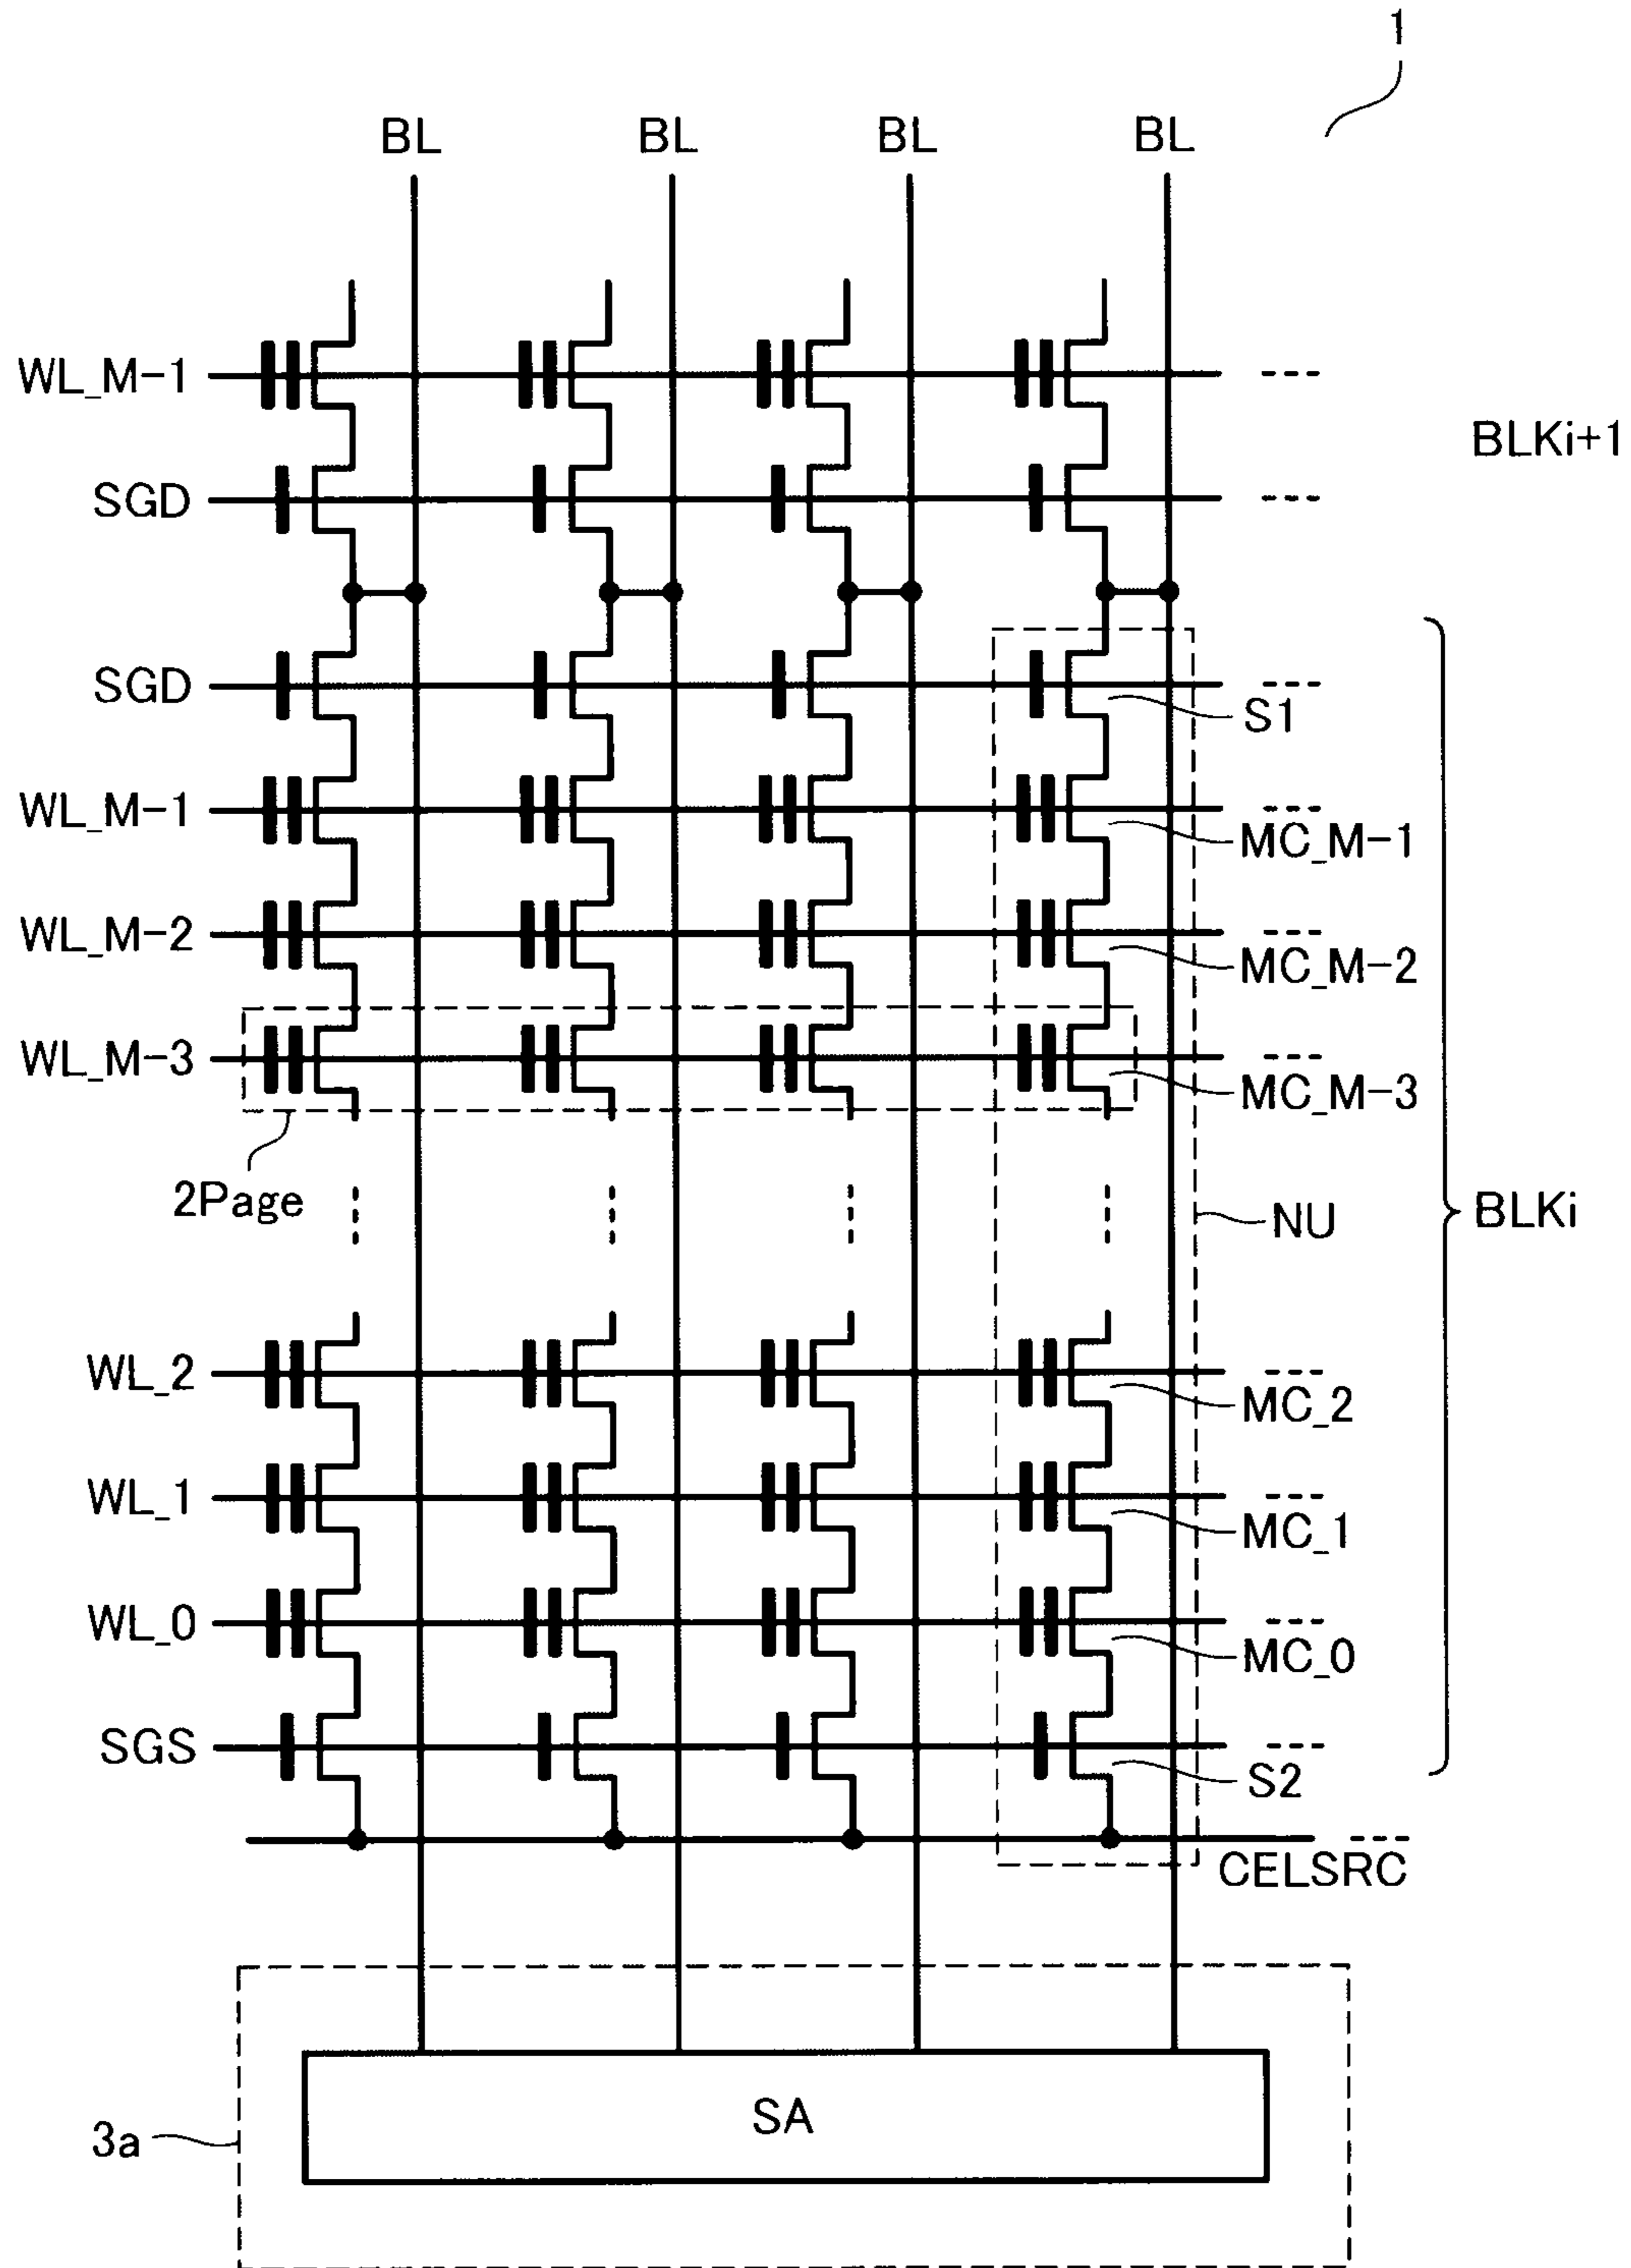 1
BL BL BL BL
WL_M-1
BLKi+1
SGD
SGD
S1
WL_M-1
MC_M-1
WL_M-2
MC_M-2
WL_M-3
MC_M-3
2Page
NU
BLKi
WL_2
MC_2
WL_1
MC_1
WL_0
MC_0
SGS
S2
CELSRC
SA
3a